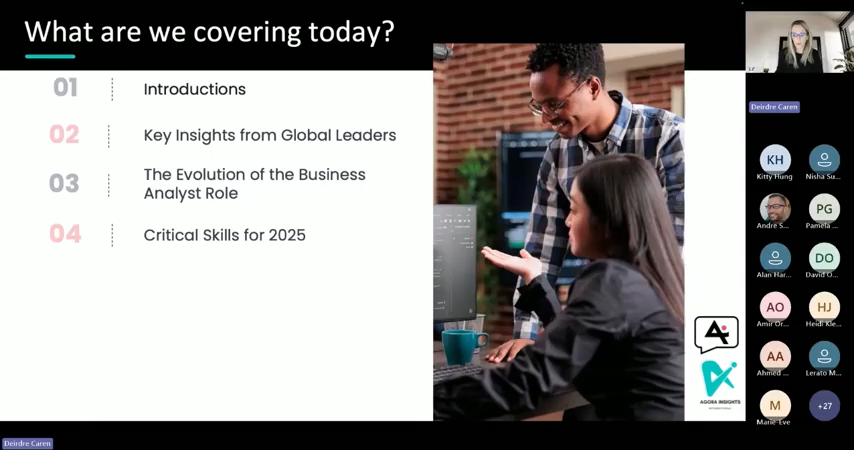 What are we covering today?
01
Introductions
02
Key Insights from Global Leaders
03
The Evolution of the Business
Analyst Role
04
Critical Skills for 2025
AGORA INSIGHTS
Deirdre Caren
KH
Kitty Hung
Nisha Su...
Andre S...
PG
Pamela ...
Alan Har...
DO
David O...
AO
Amir Or...
HJ
Heidi Kle...
AA
Ahmed ...
Lerato M...
M
Marie-Eve
+27
Deirdre Caren